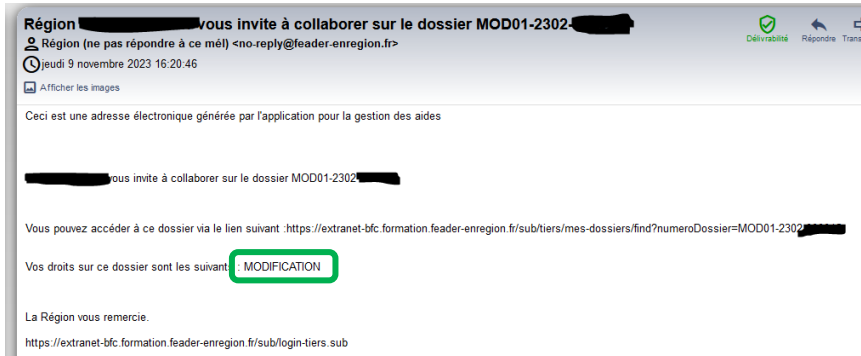 Région vous invite à collaborer sur le dossier MOD01-2302-
Délivrabilité Répondre Trans
Région (ne pas répondre à ce mél) <no-reply@feader-enregion.fr>
jeudi 9 novembre 2023 16:20:46
Afficher les images
Ceci est une adresse électronique générée par l'application pour la gestion des aides
vous invite à collaborer sur le dossier MOD01-2302-
Vous pouvez accéder à ce dossier via le lien suivant :https://extranet-bfc.formation.feader-enregion.fr/sub/tiers/mes-dossiers/find?numeroDossier=MOD01-2302
Vos droits sur ce dossier sont les suivants : MODIFICATION
La Région vous remercie.
https://extranet-bfc.formation.feader-enregion.fr/sub/login-tiers.sub